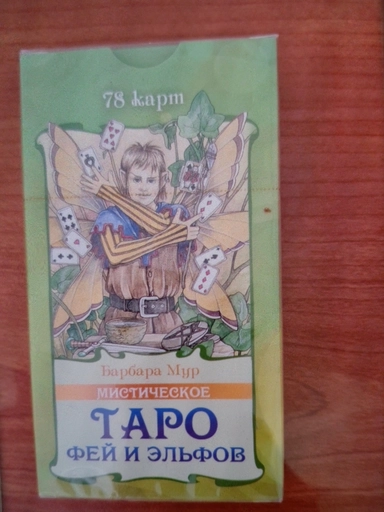 78 карт
Барбара Мур
МИСТИЧЕСКОЕ
ТАРО
ФЕЙ И ЭЛЬФОВ